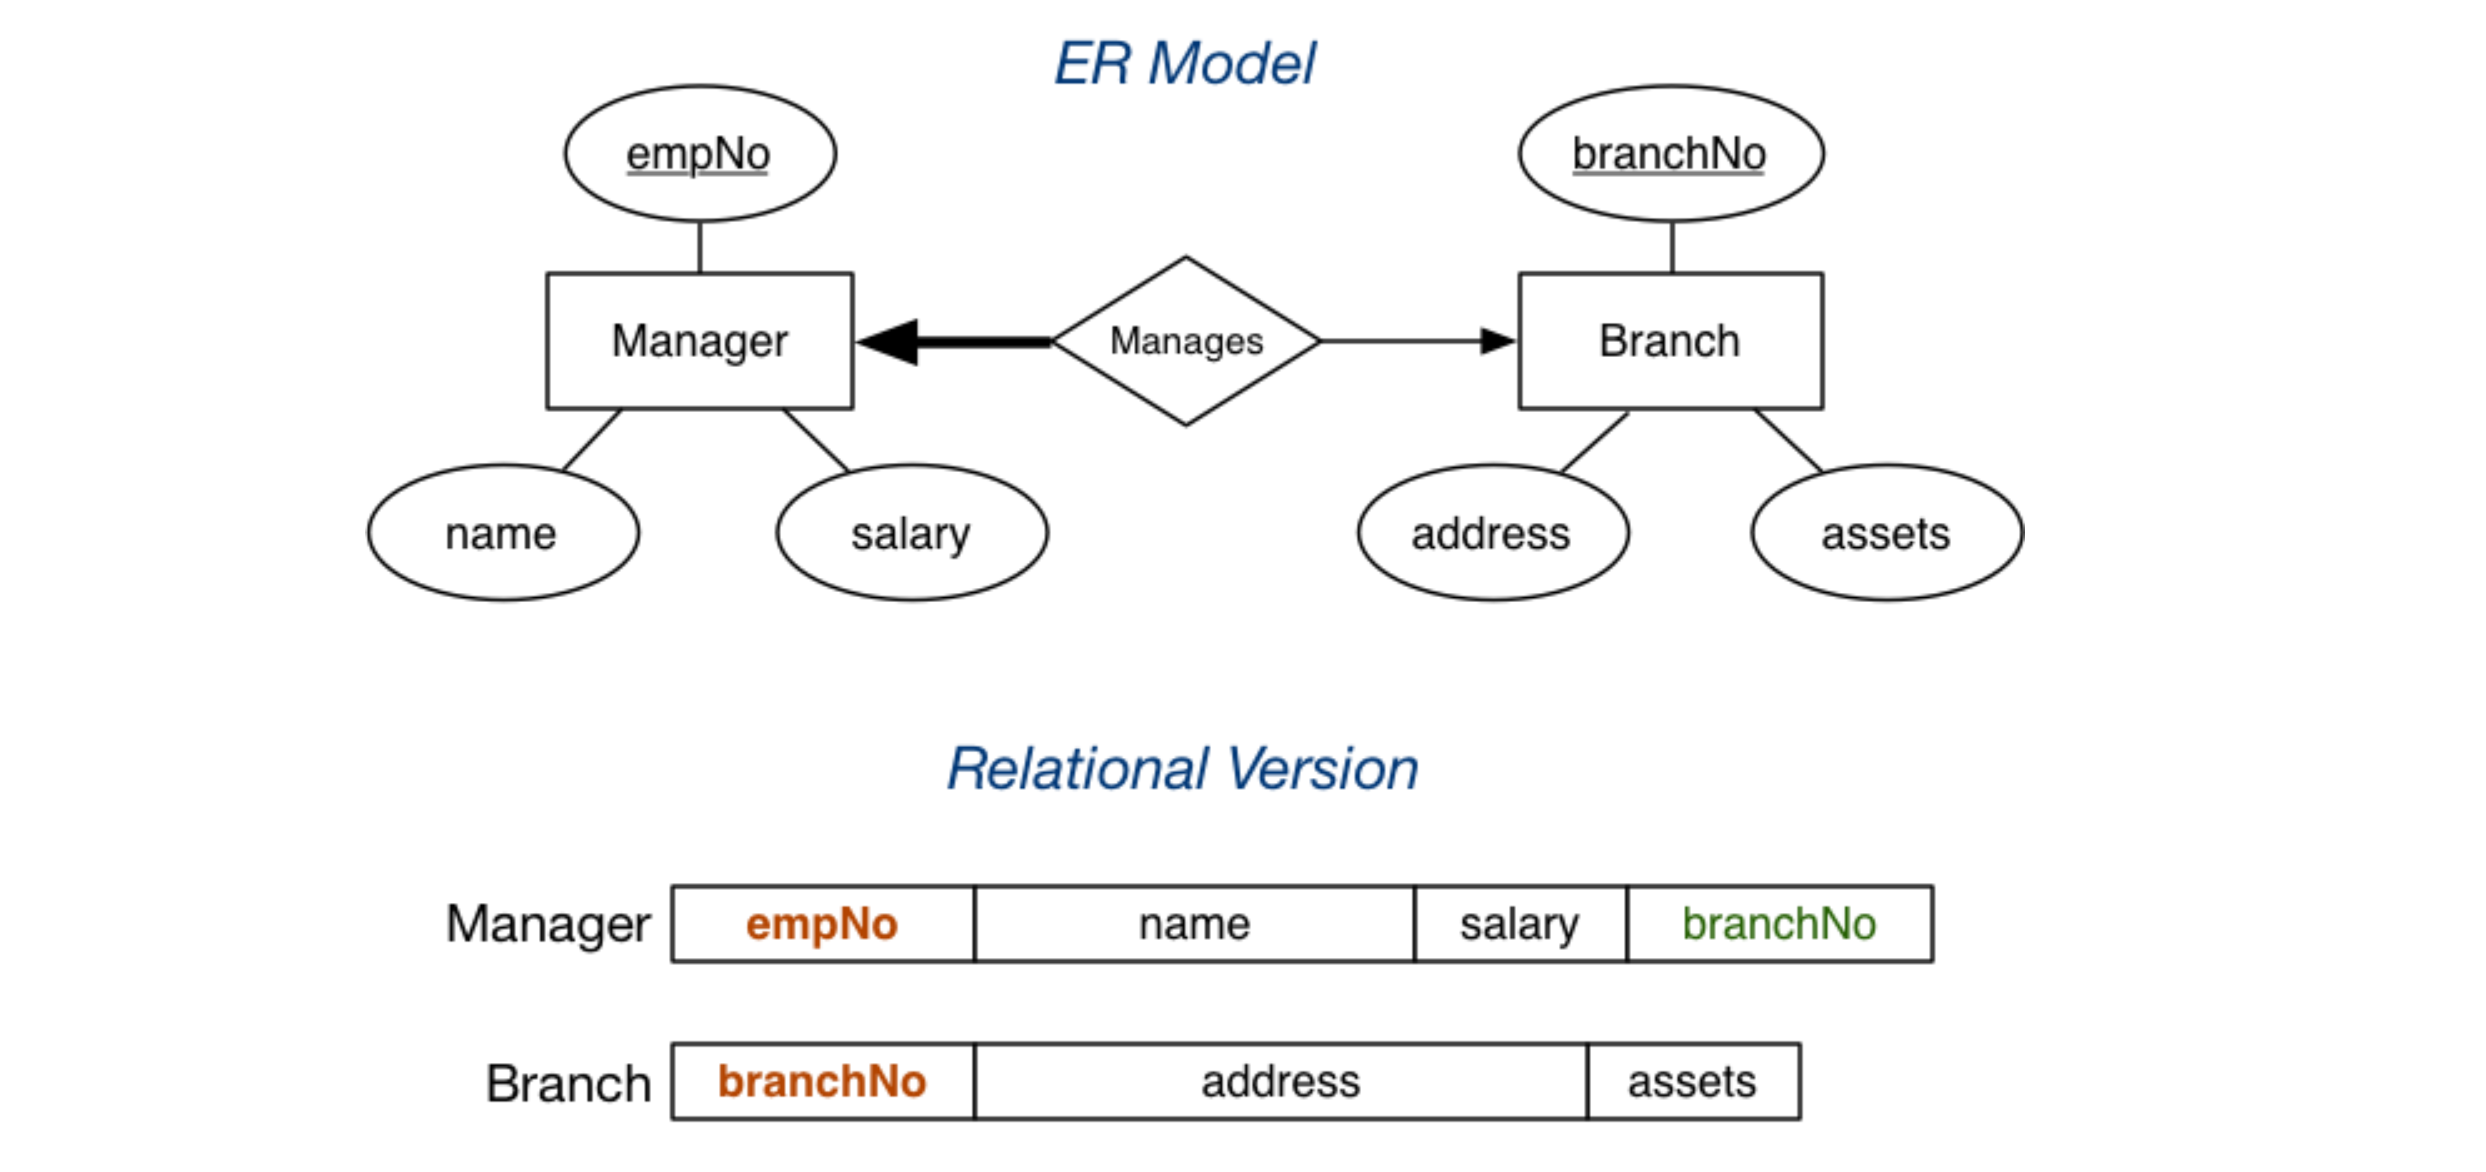 ER Model
empNo
branchNo
Manager
Manages
Branch
name
salary
address
assets
Relational Version
Manager empNo name salary branchNo
Branch branchNo address assets